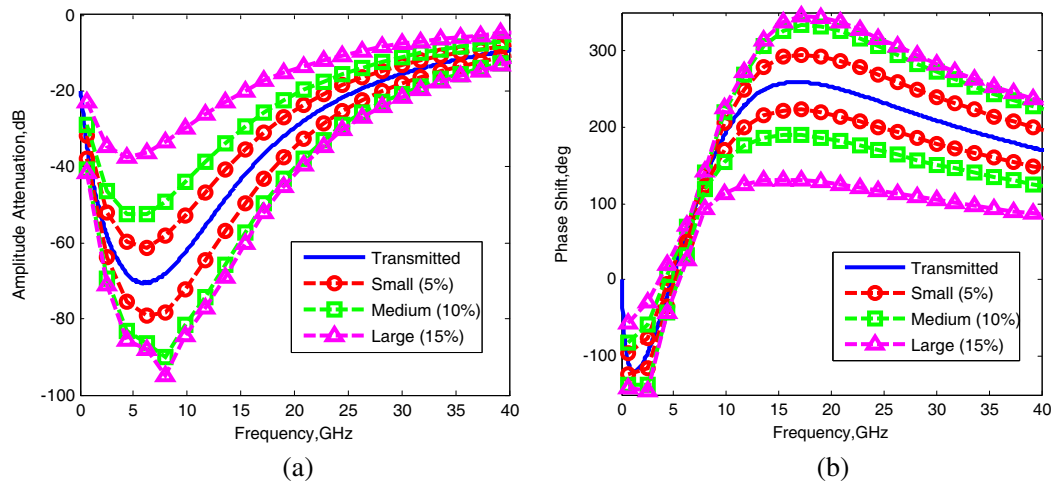 0
-20
-40
-60
-80
-100
Amplitude Attenuation,dB
0 5 10 15 20 25 30 35 40
Frequency,GHz
Transmitted
Small (5%)
Medium (10%)
Large (15%)
(a)
300
200
100
0
-100
Phase Shift,deg
0 5 10 15 20 25 30 35 40
Frequency,GHz
Transmitted
Small (5%)
Medium (10%)
Large (15%)
(b)